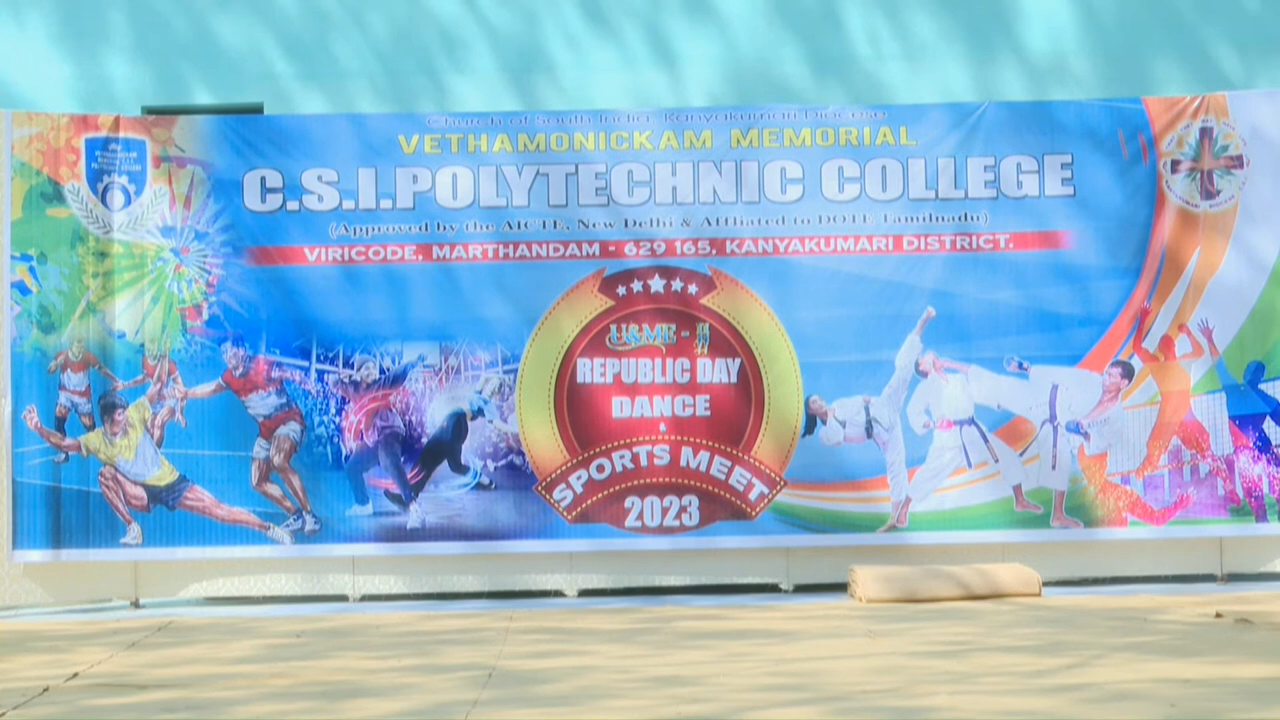 Church of South India, Kanyakumari Diocese
VETHAMONICKAM MEMORIAL
C.S.I.POLYTECHNIC COLLEGE
(Approved by the AICTE, New Delhi & Affliated to DOTE Tamilnadu)
VIRICODE, MARTHANDAM - 629 165, KANYAKUMARI DISTRICT.
U&ME - II
REPUBLIC DAY
DANCE
&
SPORTS MEET
2023